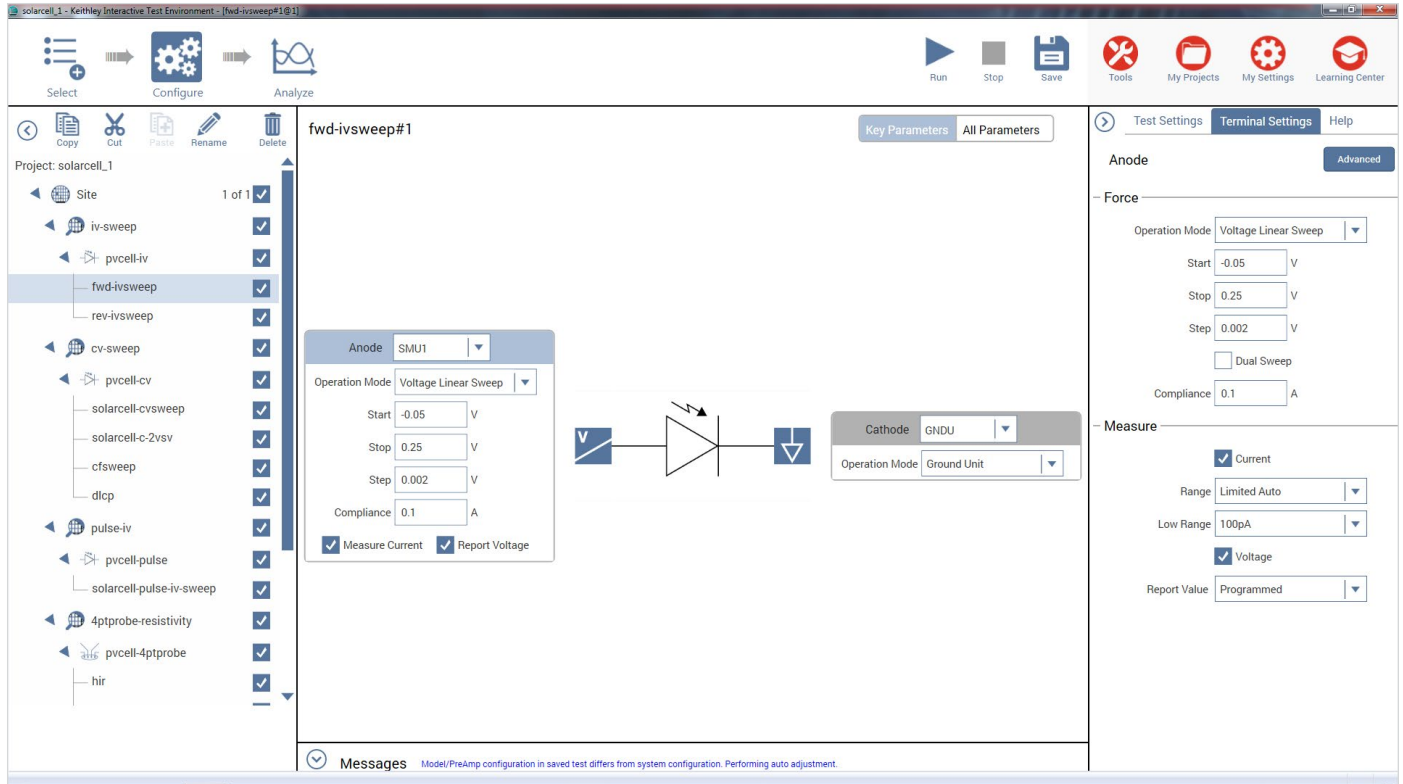 solarcell_1 - Keithley Interactive Test Environment - [fwd-ivsweep#1@1]
Select Configure Analyze Run Stop Save Tools My Projects My Settings Learning Center
Copy Cut Paste Rename Delete
Project: solarcell_1
Site 1 of 1
iv-sweep
pvcell-iv
fwd-ivsweep
rev-ivsweep
cv-sweep
pvcell-cv
solarcell-cvsweep
solarcell-c-2vsv
cfsweep
dlcp
pulse-iv
pvcell-pulse
solarcell-pulse-iv-sweep
4ptprobe-resistivity
pvcell-4ptprobe
hir
fwd-ivsweep#1
Key Parameters All Parameters
Anode SMU1
Operation Mode Voltage Linear Sweep
Start -0.05 V
Stop 0.25 V
Step 0.002 V
Compliance 0.1 A
Measure Current Report Voltage
V
Cathode GNDU
Operation Mode Ground Unit
Messages Model/PreAmp configuration in saved test differs from system configuration. Performing auto adjustment.
Test Settings Terminal Settings Help
Anode Advanced
Force
Operation Mode Voltage Linear Sweep
Start -0.05 V
Stop 0.25 V
Step 0.002 V
Dual Sweep
Compliance 0.1 A
Measure
Current
Range Limited Auto
Low Range 100pA
Voltage
Report Value Programmed